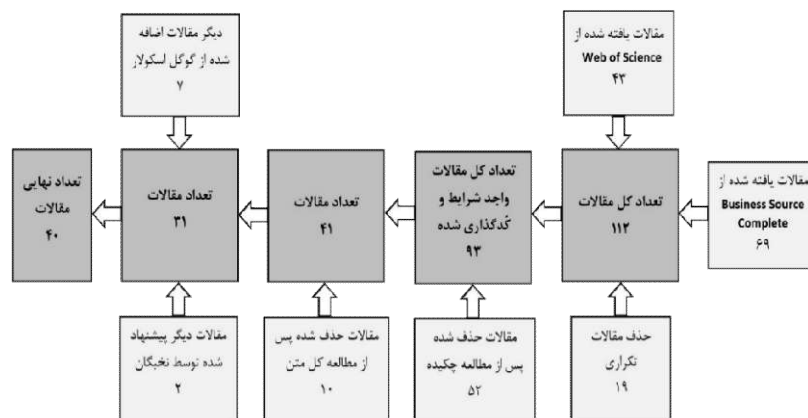 دیگر مقالات اضافه
شده از گوگل اسکولار
۷
مقالات یافته شده از
Web of Science
۴۳
مقالات یافته شده از
Business Source
Complete
۶۹
تعداد کل مقالات
۱۱۲
تعداد کل مقالات
واجد شرایط و
کُدگذاری شده
۹۳
تعداد مقالات
۴۱
تعداد مقالات
۳۱
تعداد نهایی
مقالات
۴۰
حذف مقالات
تکراری
۱۹
مقالات حذف شده
پس از مطالعه چکیده
۵۲
مقالات حذف شده پس
از مطالعه کل متن
۱۰
مقالات دیگر پیشنهاد
شده توسط نخبگان
۲